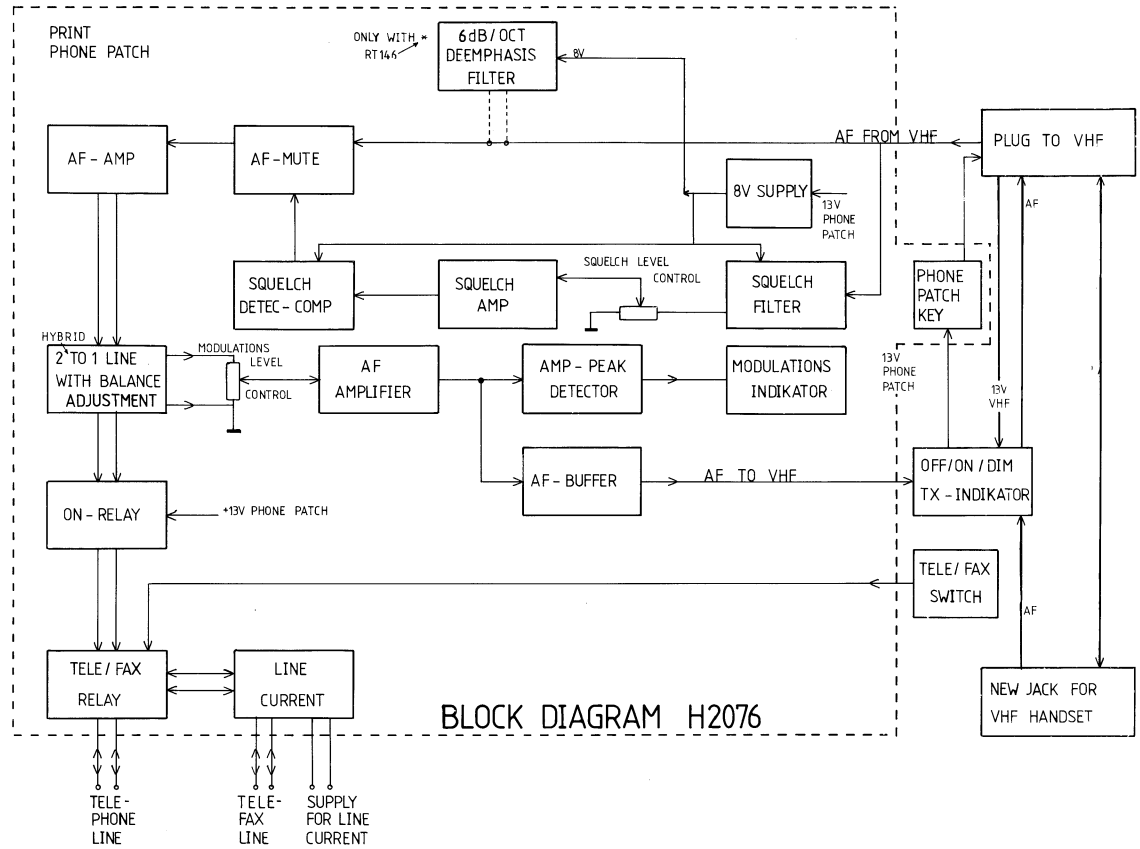 PRINT
PHONE PATCH
ONLY WITH *
RT146
6dB/OCT
DEEMPHASIS
FILTER
8V
AF-AMP
AF-MUTE
AF FROM VHF
PLUG TO VHF
8V SUPPLY
13V
PHONE
PATCH
AF
SQUELCH
DETEC-COMP
SQUELCH
AMP
SQUELCH LEVEL
CONTROL
SQUELCH
FILTER
PHONE
PATCH
KEY
HYBRID
2 TO 1 LINE
WITH BALANCE
ADJUSTMENT
MODULATIONS
LEVEL
CONTROL
AF
AMPLIFIER
AMP-PEAK
DETECTOR
MODULATIONS
INDIKATOR
13V
PHONE
PATCH
13V
VHF
AF-BUFFER
AF TO VHF
OFF/ON/DIM
TX-INDIKATOR
ON-RELAY
+13V PHONE PATCH
TELE/FAX
SWITCH
AF
TELE/FAX
RELAY
LINE
CURRENT
BLOCK DIAGRAM H2076
NEW JACK FOR
VHF HANDSET
TELE-
PHONE
LINE
TELE-
FAX
LINE
SUPPLY
FOR LINE
CURRENT